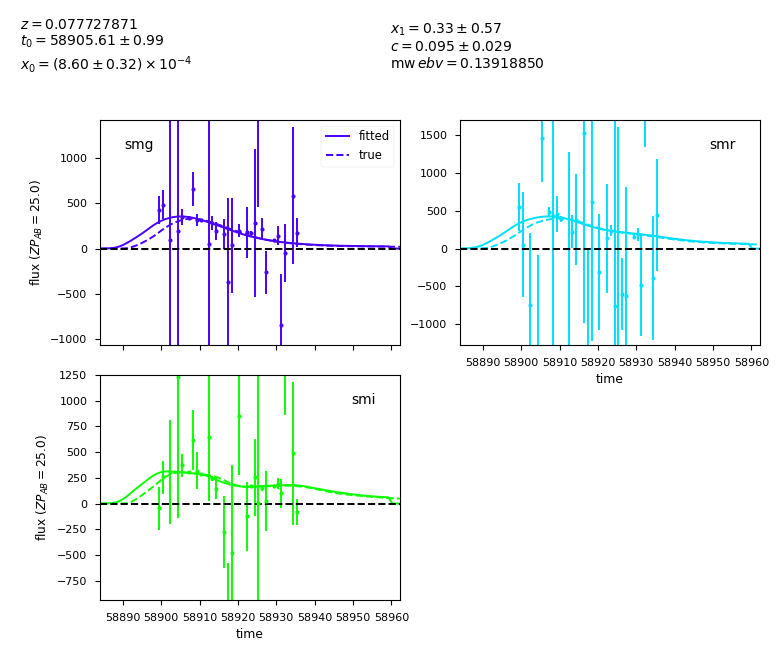 z = 0.077727871
t₀ = 58905.61 ± 0.99
x₀ = (8.60 ± 0.32) × 10⁻⁴
x₁ = 0.33 ± 0.57
c = 0.095 ± 0.029
mw ebv = 0.13918850
smg
fitted
true
1000
500
0
−500
−1000
flux (ZP_AB = 25.0)
smr
1500
1000
500
0
−500
−1000
58890 58900 58910 58920 58930 58940 58950 58960
time
smi
1250
1000
750
500
250
0
−250
−500
−750
flux (ZP_AB = 25.0)
58890 58900 58910 58920 58930 58940 58950 58960
time